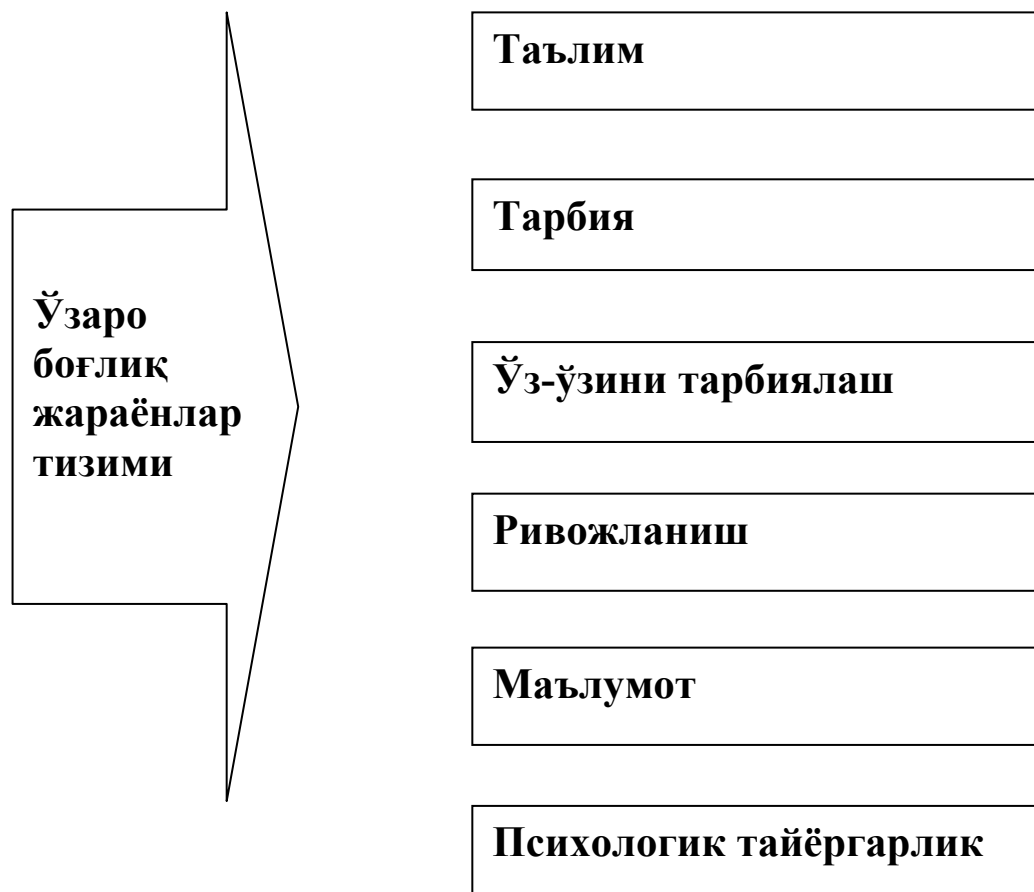 Таълим
Тарбия
Ўзаро
боғлиқ
жараёнлар
тизими
Ўз-ўзини тарбиялаш
Ривожланиш
Маълумот
Психологик тайёргарлик